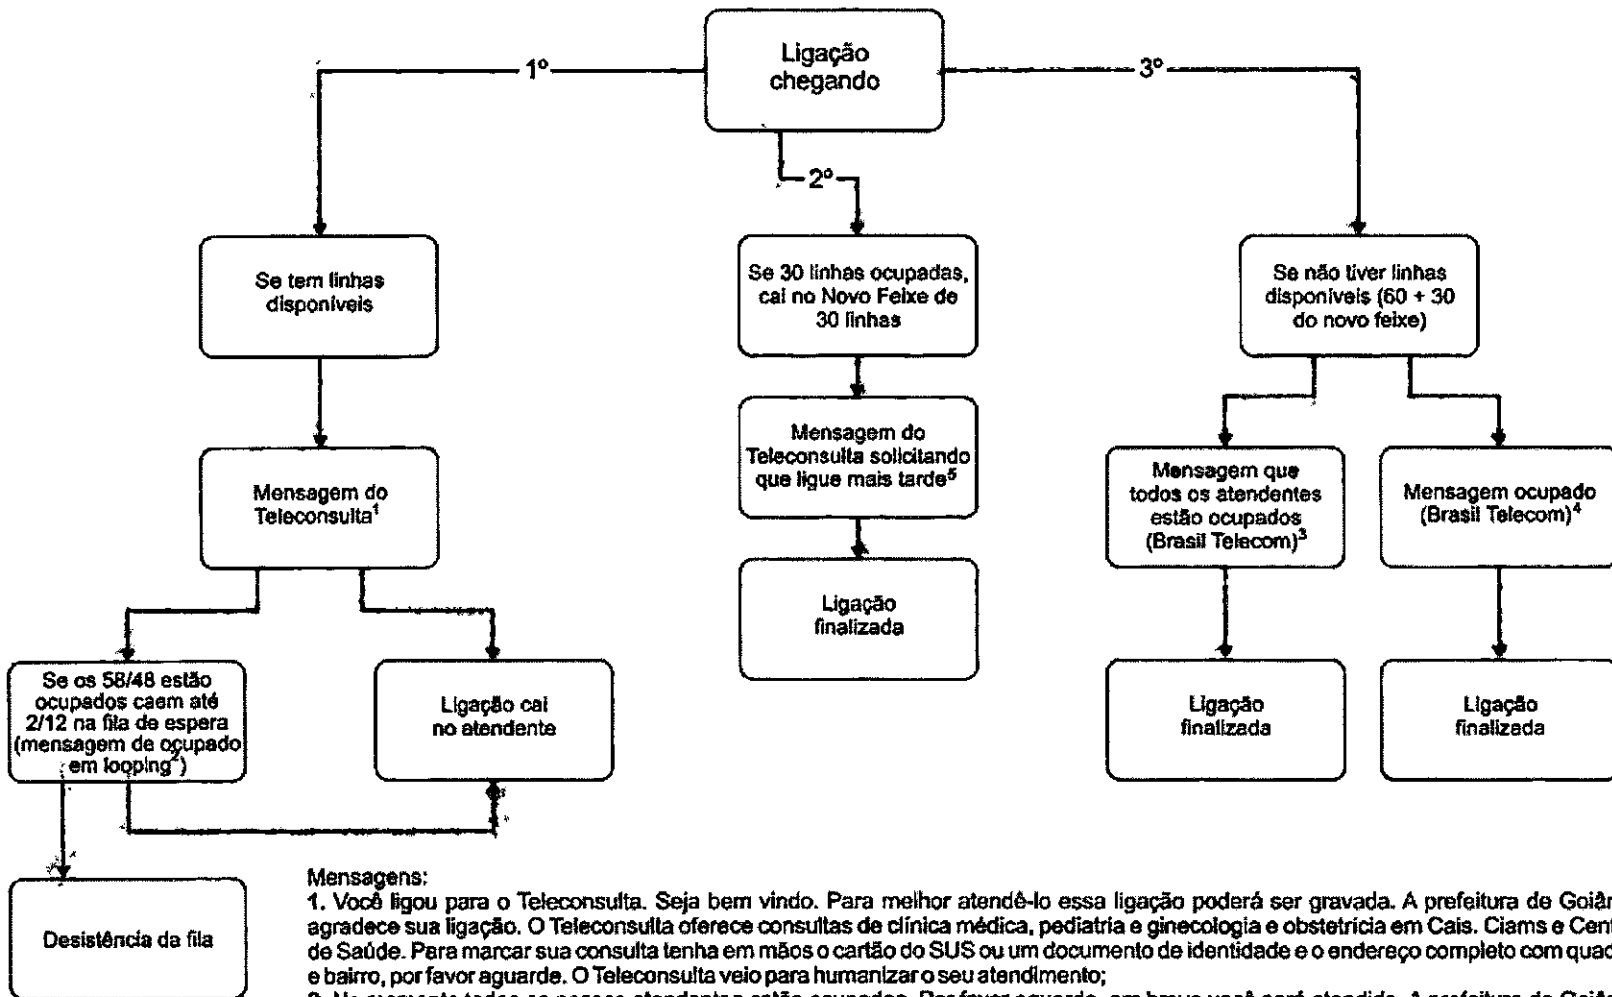 Ligação
chegando
1º
2º
3º
Se tem linhas
disponíveis
Se 30 linhas ocupadas,
cai no Novo Feixe de
30 linhas
Se não tiver linhas
disponíveis (60 + 30
do novo feixe)
Mensagem do
Teleconsulta¹
Mensagem do
Teleconsulta solicitando
que ligue mais tarde⁵
Mensagem que
todos os atendentes
estão ocupados
(Brasil Telecom)³
Mensagem ocupado
(Brasil Telecom)⁴
Se os 58/48 estão
ocupados caem até
2/12 na fila de espera
(mensagem de ocupado
em looping²)
Ligação cai
no atendente
Ligação
finalizada
Ligação
finalizada
Ligação
finalizada
Desistência da fila
Mensagens:
1. Você ligou para o Teleconsulta. Seja bem vindo. Para melhor atendê-lo essa ligação poderá ser gravada. A prefeitura de
agradece sua ligação. O Teleconsulta oferece consultas de clínica médica, pediatria e ginecologia e obstetrícia em Cais. Ciams e
de Saúde. Para marcar sua consulta tenha em mãos o cartão do SUS ou um documento de identidade e o endereço completo com
e bairro, por favor aguarde. O Teleconsulta veio para humanizar o seu atendimento;